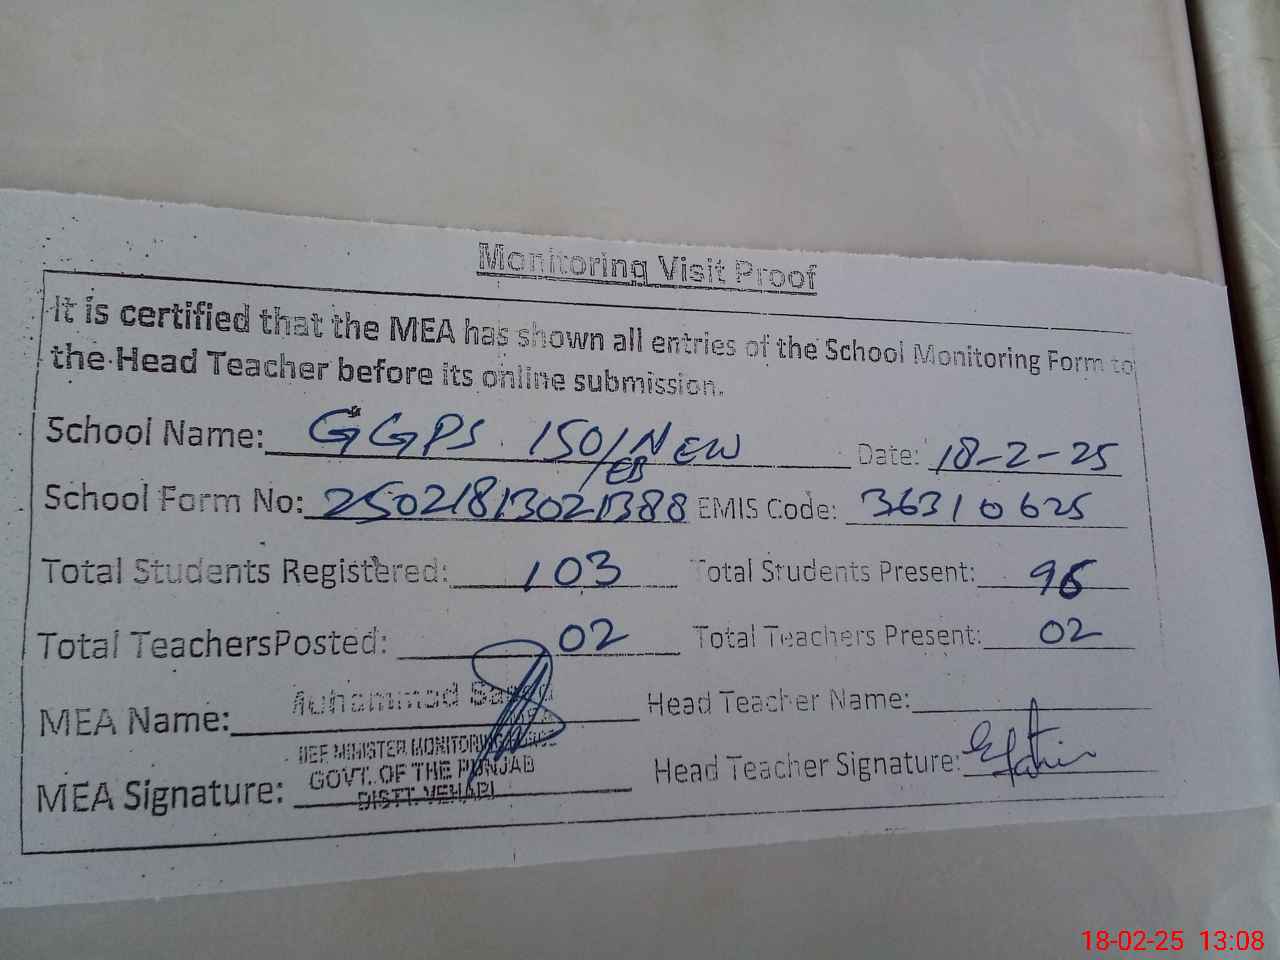 Monitoring Visit Proof
It is certified that the MEA has shown all entries of the School Monitoring Form to
the Head Teacher before its online submission.
School Name: GGPS 150/EB NEW Date: 18-2-25
School Form No: 25021813021388 EMIS Code: 36310625
Total Students Registered: 103 Total Students Present: 96
Total TeachersPosted: 02 Total Teachers Present: 02
MEA Name: Muhammad Head Teacher Name:
MINISTER MONITORING
GOVT. OF THE PUNJAB
DISTT. VEHARI
MEA Signature: Head Teacher Signature:
18-02-25 13:08